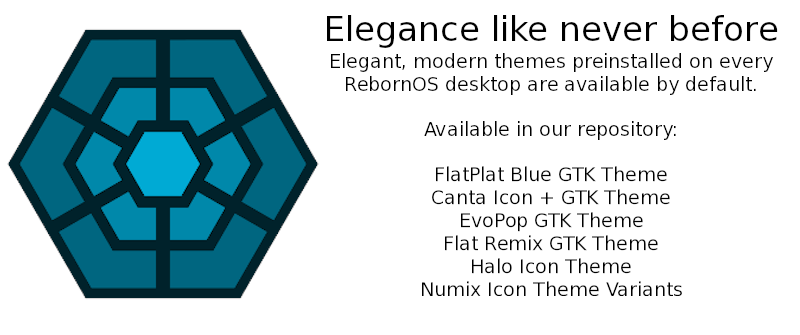 Elegance like never before
Elegant, modern themes preinstalled on every
RebornOS desktop are available by default.
Available in our repository:
FlatPlat Blue GTK Theme
Canta Icon + GTK Theme
EvoPop GTK Theme
Flat Remix GTK Theme
Halo Icon Theme
Numix Icon Theme Variants